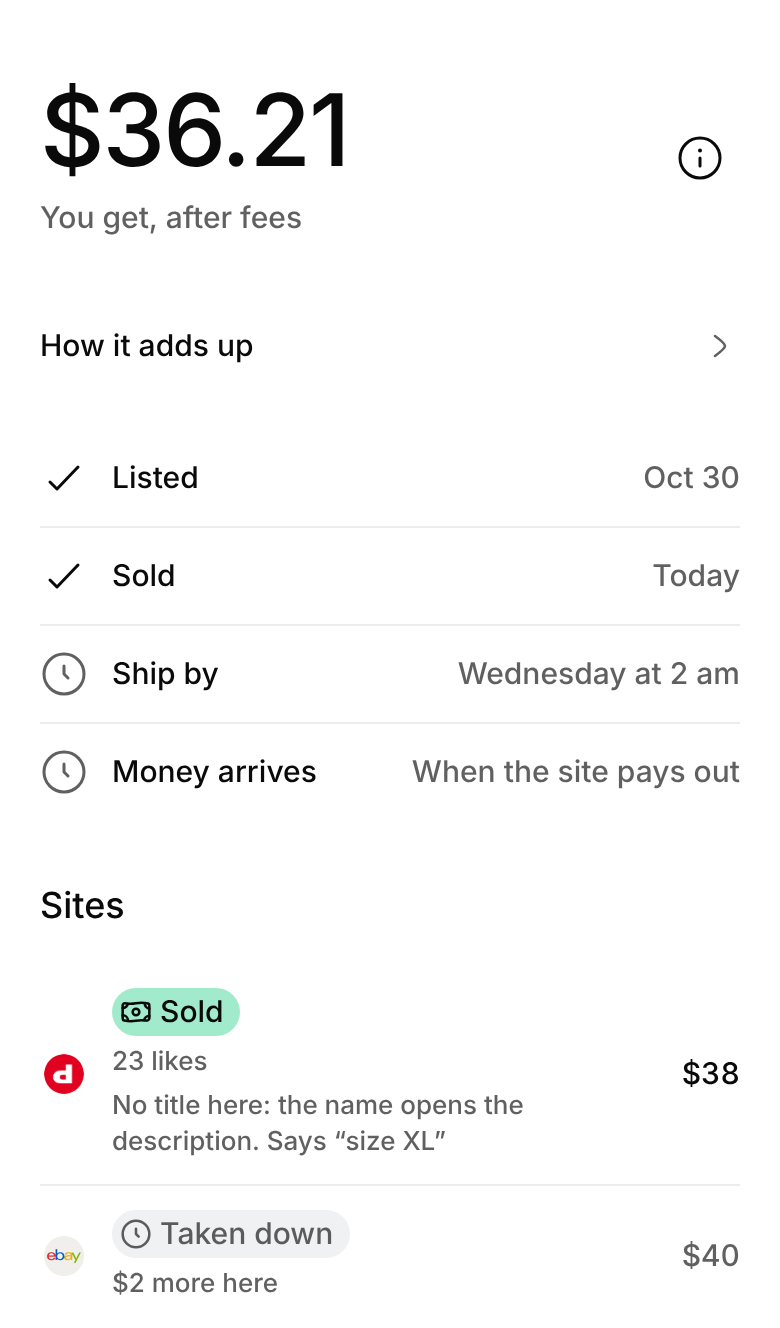 $36.21
You get, after fees
How it adds up
Listed
Oct 30
Sold
Today
Ship by
Wednesday at 2 am
Money arrives
When the site pays out
Sites
Sold
23 likes
No title here: the name opens the
description. Says “size XL”
$38
d
ebay
Taken down
$2 more here
$40